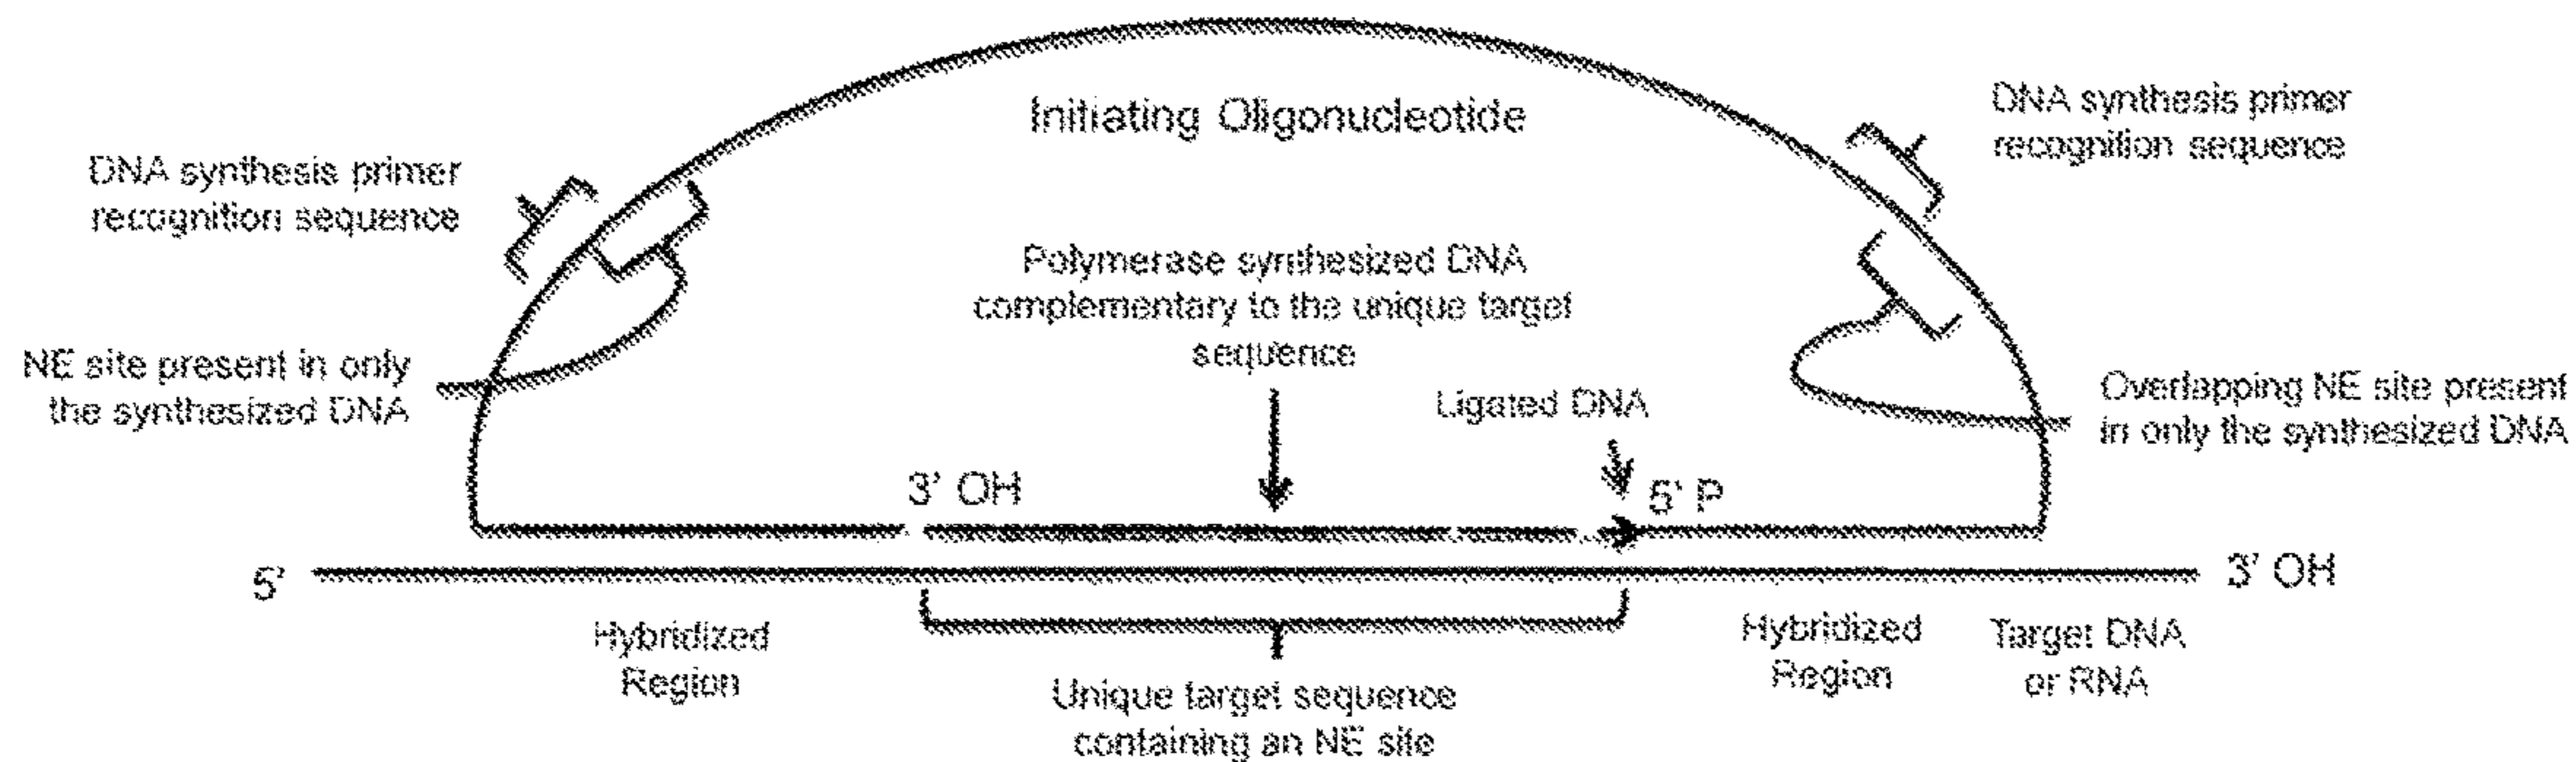 Initiating Oligonucleotide
DNA synthesis primer
recognition sequence
DNA synthesis primer
recognition sequence
Polymerase synthesized DNA
complementary to the unique target
sequence
NE site present in only
the synthesized DNA
Ligated DNA
Overlapping NE site present
in only the synthesized DNA
3' OH
5' P
5'
3' OH
Hybridized
Region
Unique target sequence
containing an NE site
Hybridized
Region
Target DNA
or RNA